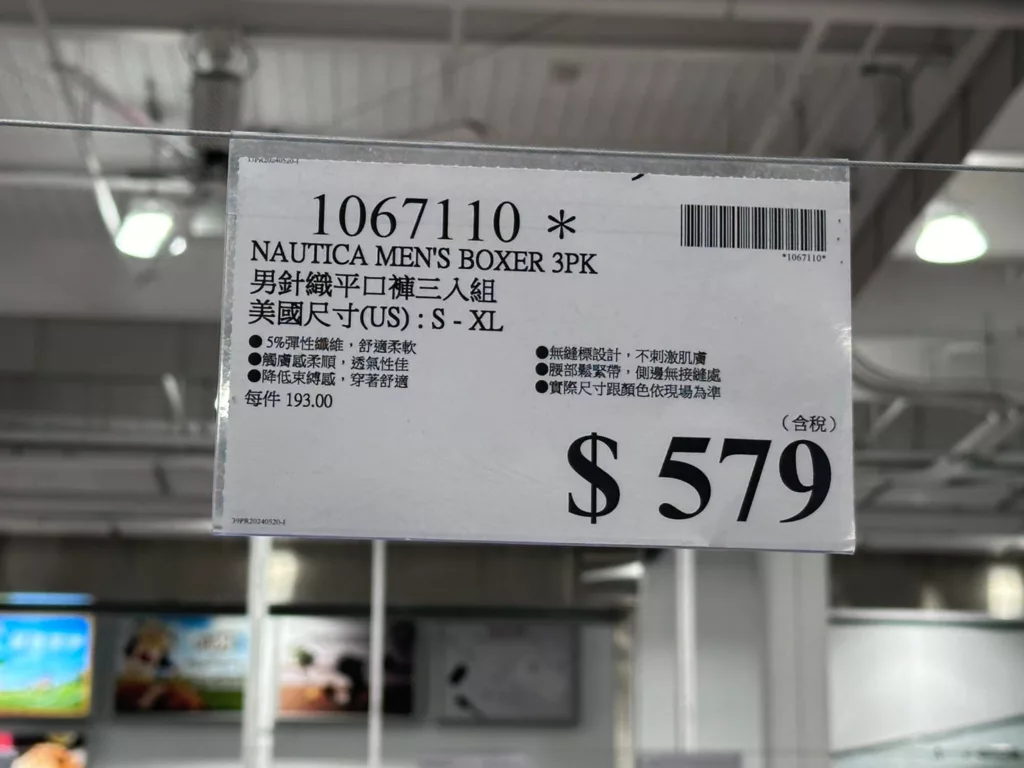 1067110 *
*1067110*
NAUTICA MEN'S BOXER 3PK
男針織平口褲三入組
美國尺寸(US) : S - XL
● 5%彈性纖維，舒適柔軟
●觸膚感柔順，透氣性佳
●降低束縛感，穿著舒適
每件 193.00
●無縫標設計，不刺激肌膚
●腰部鬆緊帶，側邊無接縫處
●實際尺寸跟顏色依現場為準
（含稅）
$ 579